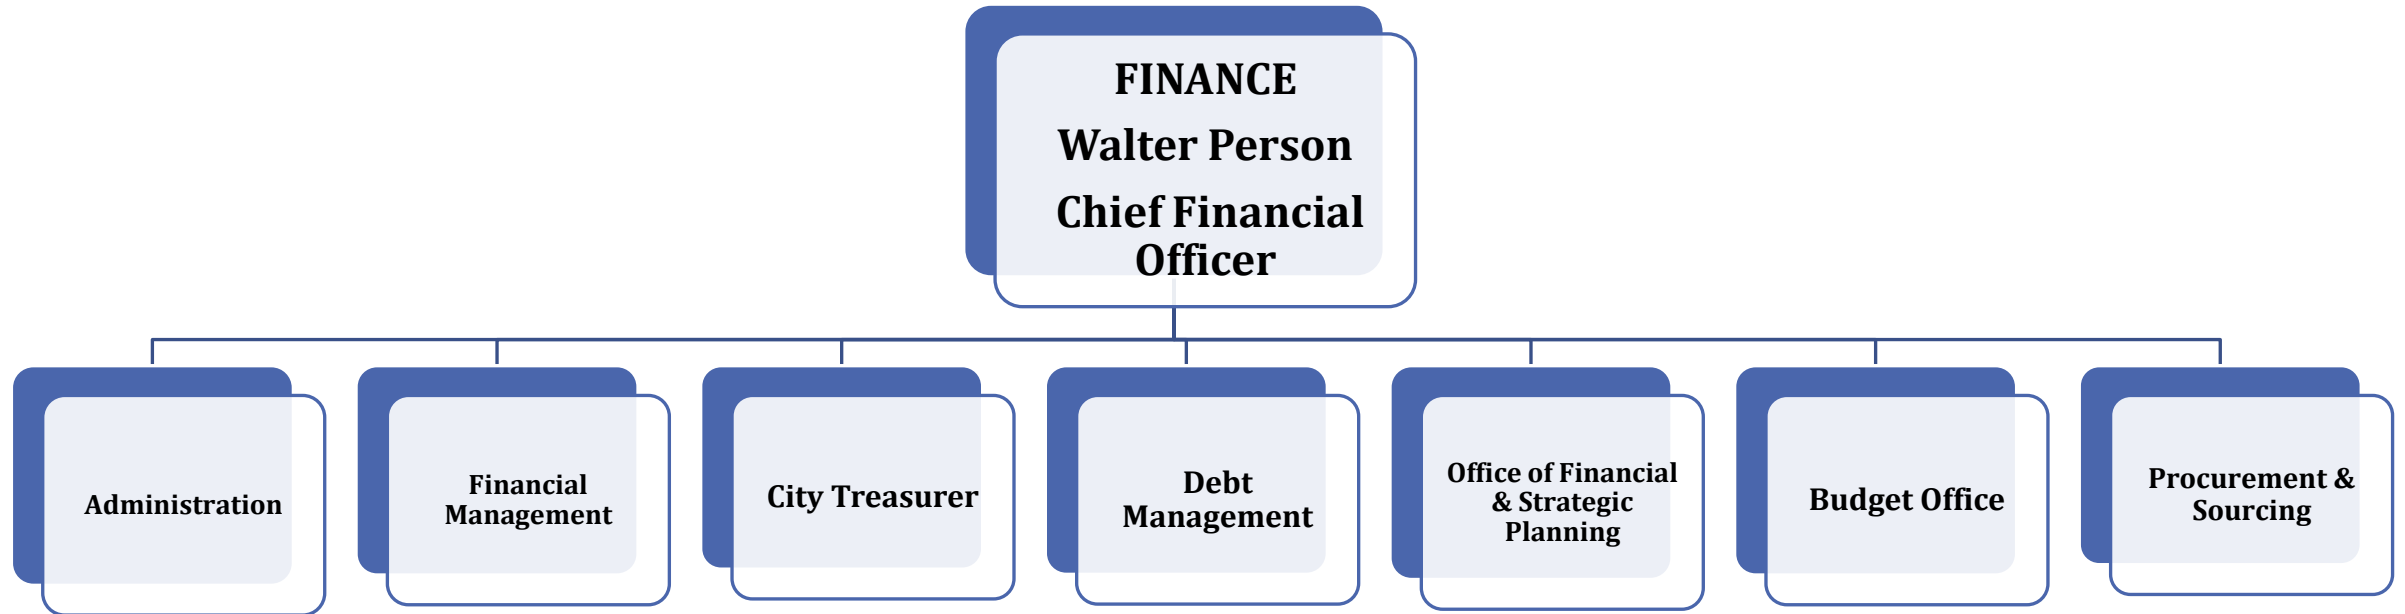 FINANCE
Walter Person
Chief Financial
Officer
Administration
Financial
Management
City Treasurer
Debt
Management
Office of Financial
& Strategic
Planning
Budget Office
Procurement &
Sourcing